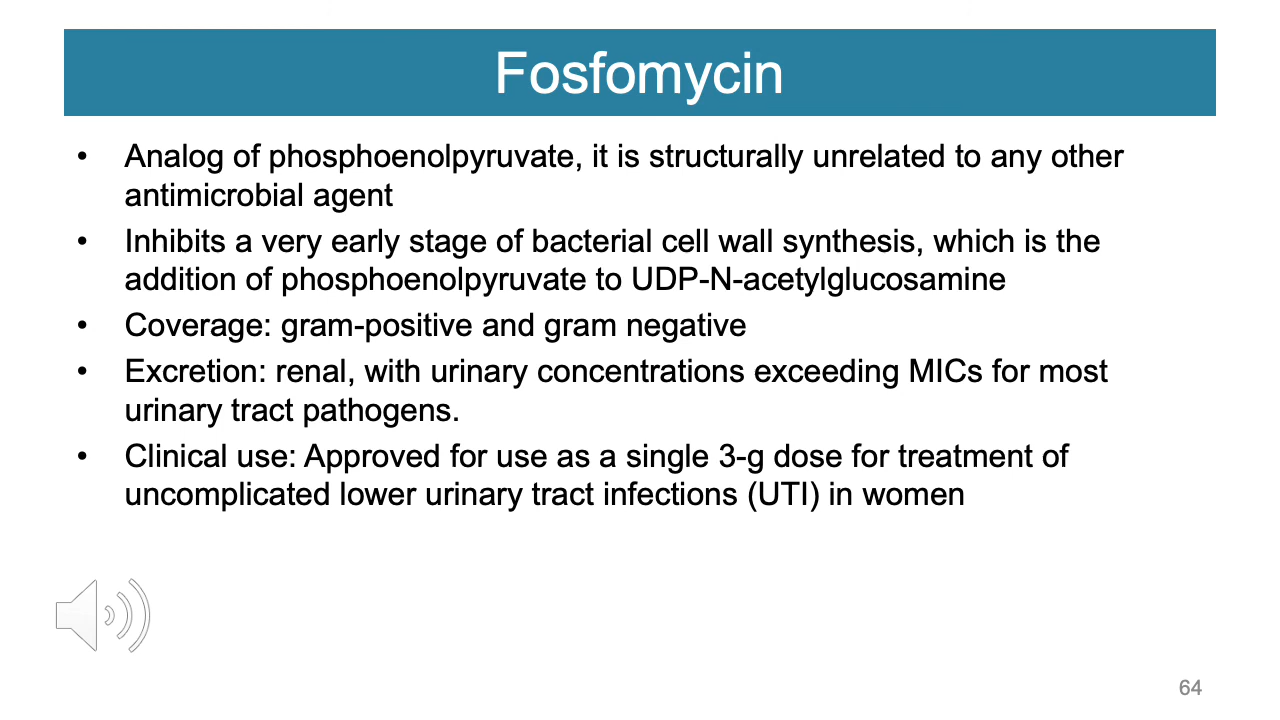 Fosfomycin
• Analog of phosphoenolpyruvate, it is structurally unrelated to any other
antimicrobial agent
• Inhibits a very early stage of bacterial cell wall synthesis, which is the
addition of phosphoenolpyruvate to UDP-N-acetylglucosamine
• Coverage: gram-positive and gram negative
• Excretion: renal, with urinary concentrations exceeding MICs for most
urinary tract pathogens.
• Clinical use: Approved for use as a single 3-g dose for treatment of
uncomplicated lower urinary tract infections (UTI) in women
64